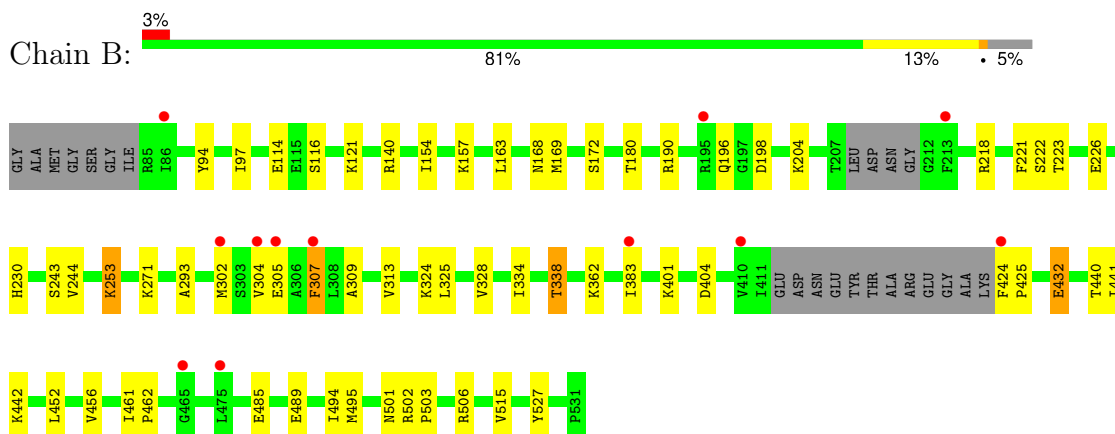 3%
Chain B:
81% 13% • 5%
GLY ALA MET GLY SER GLY ILE R85 I86 Y94 I97 E114 E115 S116 K121 R140 I154 K157 L163 N168 M169 S172 T180 R190 R195 Q196 G197 D198 K204 T207 LEU ASP ASN GLY G212 F213 R218 F221 S222 T223 E226
H230 S243 V244 K253 K271 A293 M302 S303 V304 E305 A306 F307 L308 A309 V313 K324 L325 V328 I334 T338 K362 I383 K401 D404 V410 I411 GLU ASP ASN GLU TYR THR ALA ARG GLU GLY ALA LYS F424 P425 E432 T440 I441
K442 L452 V456 I461 P462 G465 L475 E485 E489 I494 M495 N501 R502 P503 R506 V515 Y527 P531